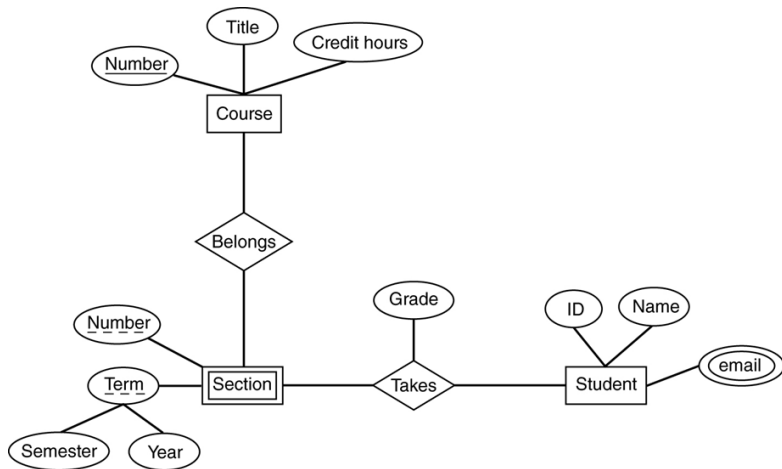 Title
Credit hours
Number
Course
Belongs
Number
Grade
ID
Name
email
Term
Section
Takes
Student
Semester
Year